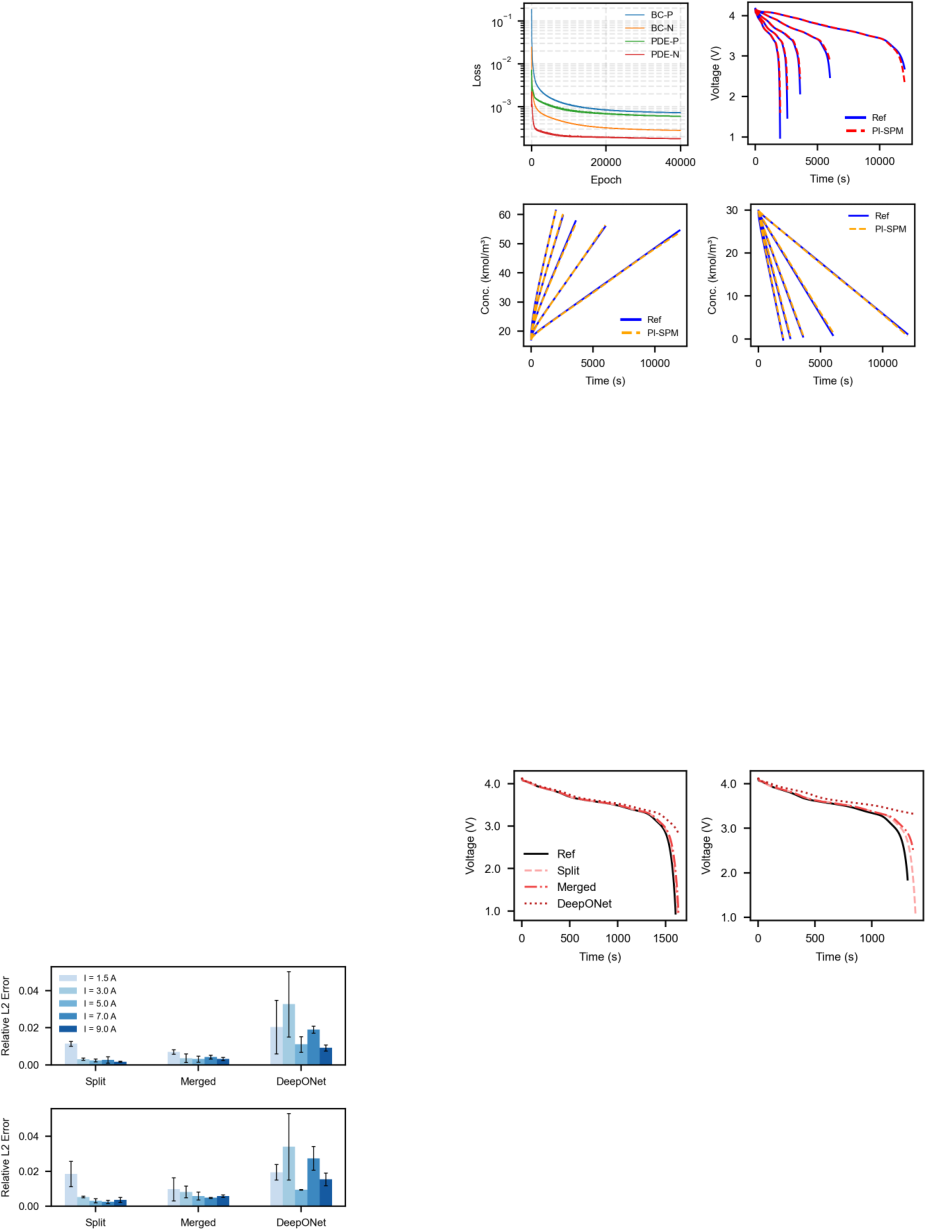 10⁻¹
10⁻²
10⁻³
Loss
0
20000
40000
Epoch
BC-P
BC-N
PDE-P
PDE-N
4
3
2
1
Voltage (V)
0
5000
10000
Time (s)
Ref
PI-SPM
60
50
40
30
20
Conc. (kmol/m³)
0
5000
10000
Time (s)
Ref
PI-SPM
30
20
10
0
Conc. (kmol/m³)
0
5000
10000
Time (s)
Ref
PI-SPM
4.0
3.0
2.0
1.0
Voltage (V)
0
500
1000
1500
Time (s)
Ref
Split
Merged
DeepONet
4.0
3.0
2.0
1.0
Voltage (V)
0
500
1000
Time (s)
0.04
0.02
0.00
Relative L2 Error
I = 1.5 A
I = 3.0 A
I = 5.0 A
I = 7.0 A
I = 9.0 A
Split
Merged
DeepONet
0.04
0.02
0.00
Relative L2 Error
Split
Merged
DeepONet